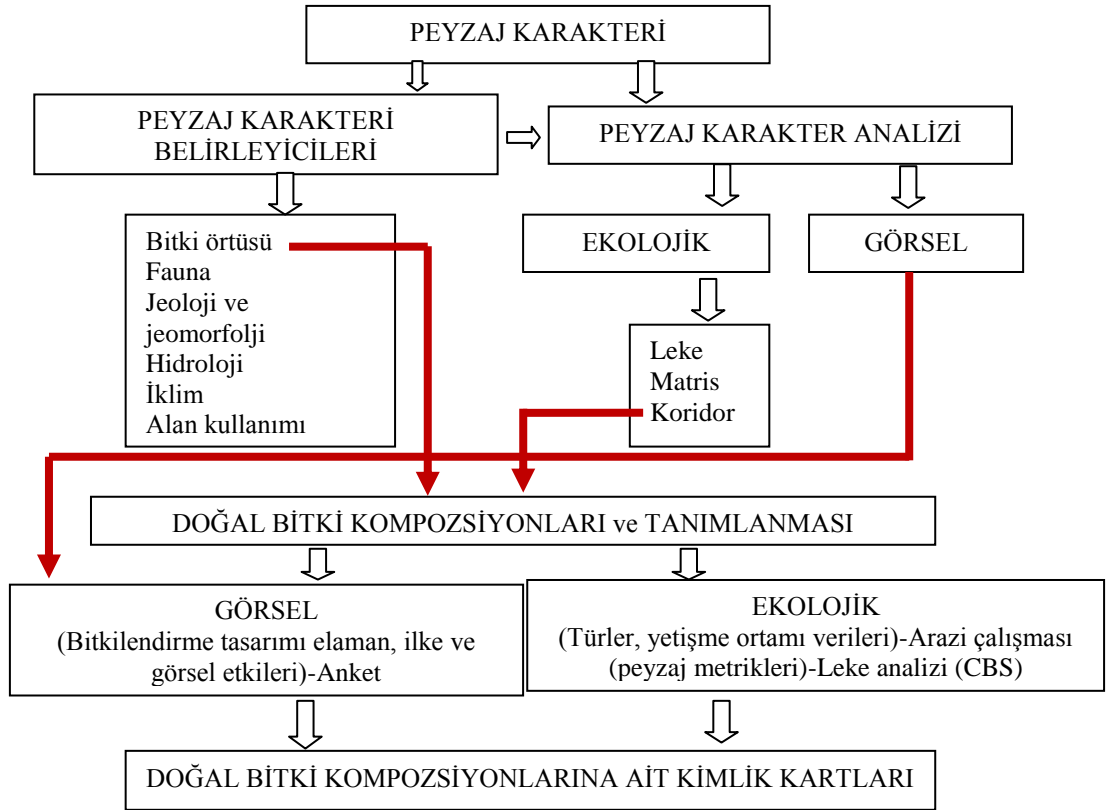 PEYZAJ KARAKTERİ
PEYZAJ KARAKTERİ
BELİRLEYİCİLERİ
PEYZAJ KARAKTER ANALİZİ
Bitki örtüsü
Fauna
Jeoloji ve
jeomorfolji
Hidroloji
İklim
Alan kullanımı
EKOLOJİK
GÖRSEL
Leke
Matris
Koridor
DOĞAL BİTKİ KOMPOZSİYONLARI ve TANIMLANMASI
GÖRSEL
(Bitkilendirme tasarımı elaman, ilke ve
görsel etkileri)-Anket
EKOLOJİK
(Türler, yetişme ortamı verileri)-Arazi çalışması
(peyzaj metrikleri)-Leke analizi (CBS)
DOĞAL BİTKİ KOMPOZSİYONLARINA AİT KİMLİK KARTLARI